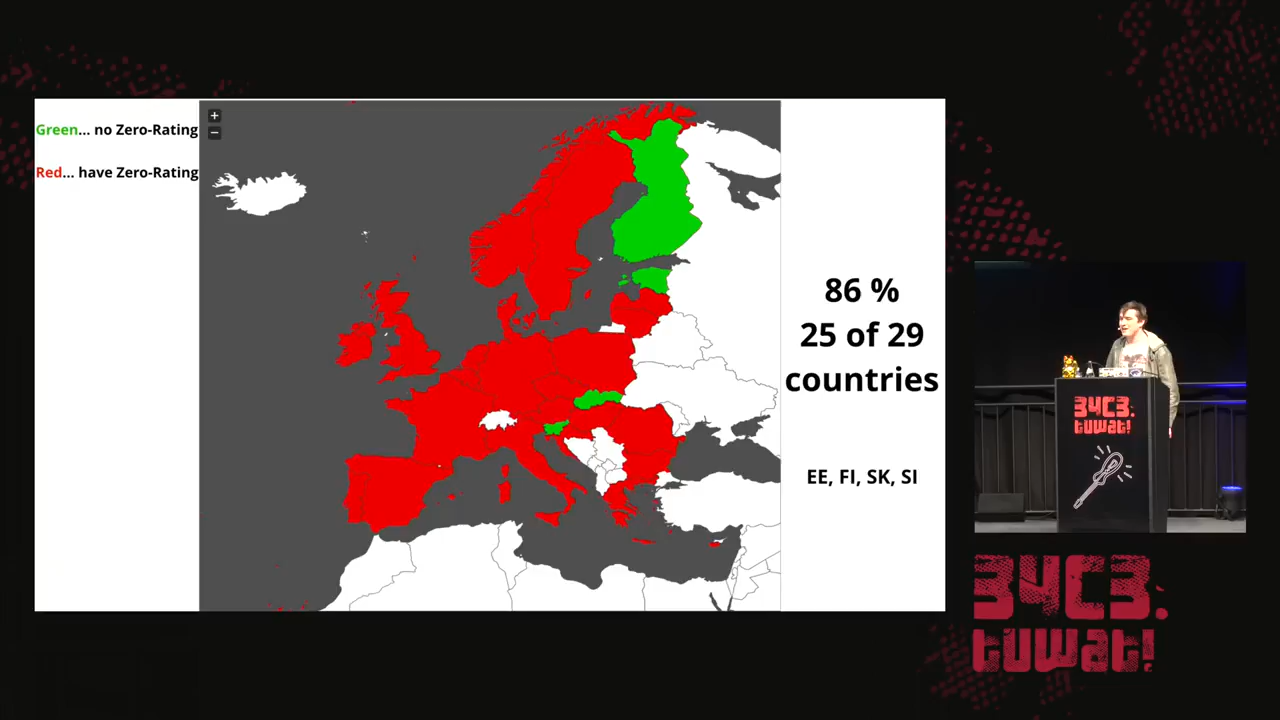 Green... no Zero-Rating
Red... have Zero-Rating
+
−
86 %
25 of 29
countries
EE, FI, SK, SI
34C3.
tuwat!
34C3.
tuwat!